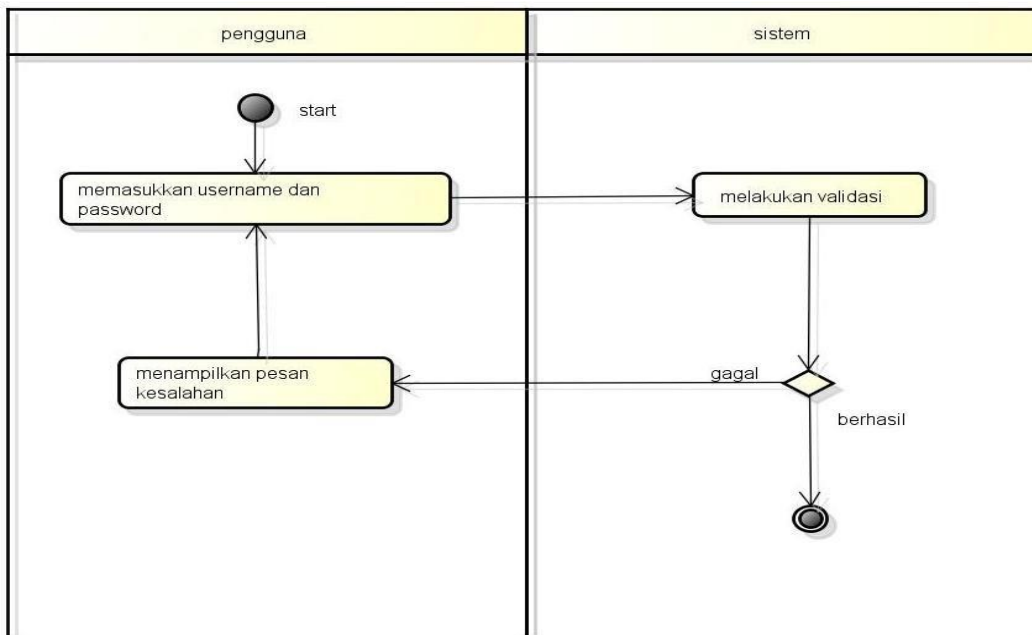 pengguna
sistem
start
memasukkan username dan
password
melakukan validasi
menampilkan pesan
kesalahan
gagal
berhasil